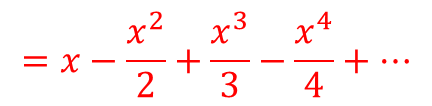 = x − x²/2 + x³/3 − x⁴/4 + ⋯